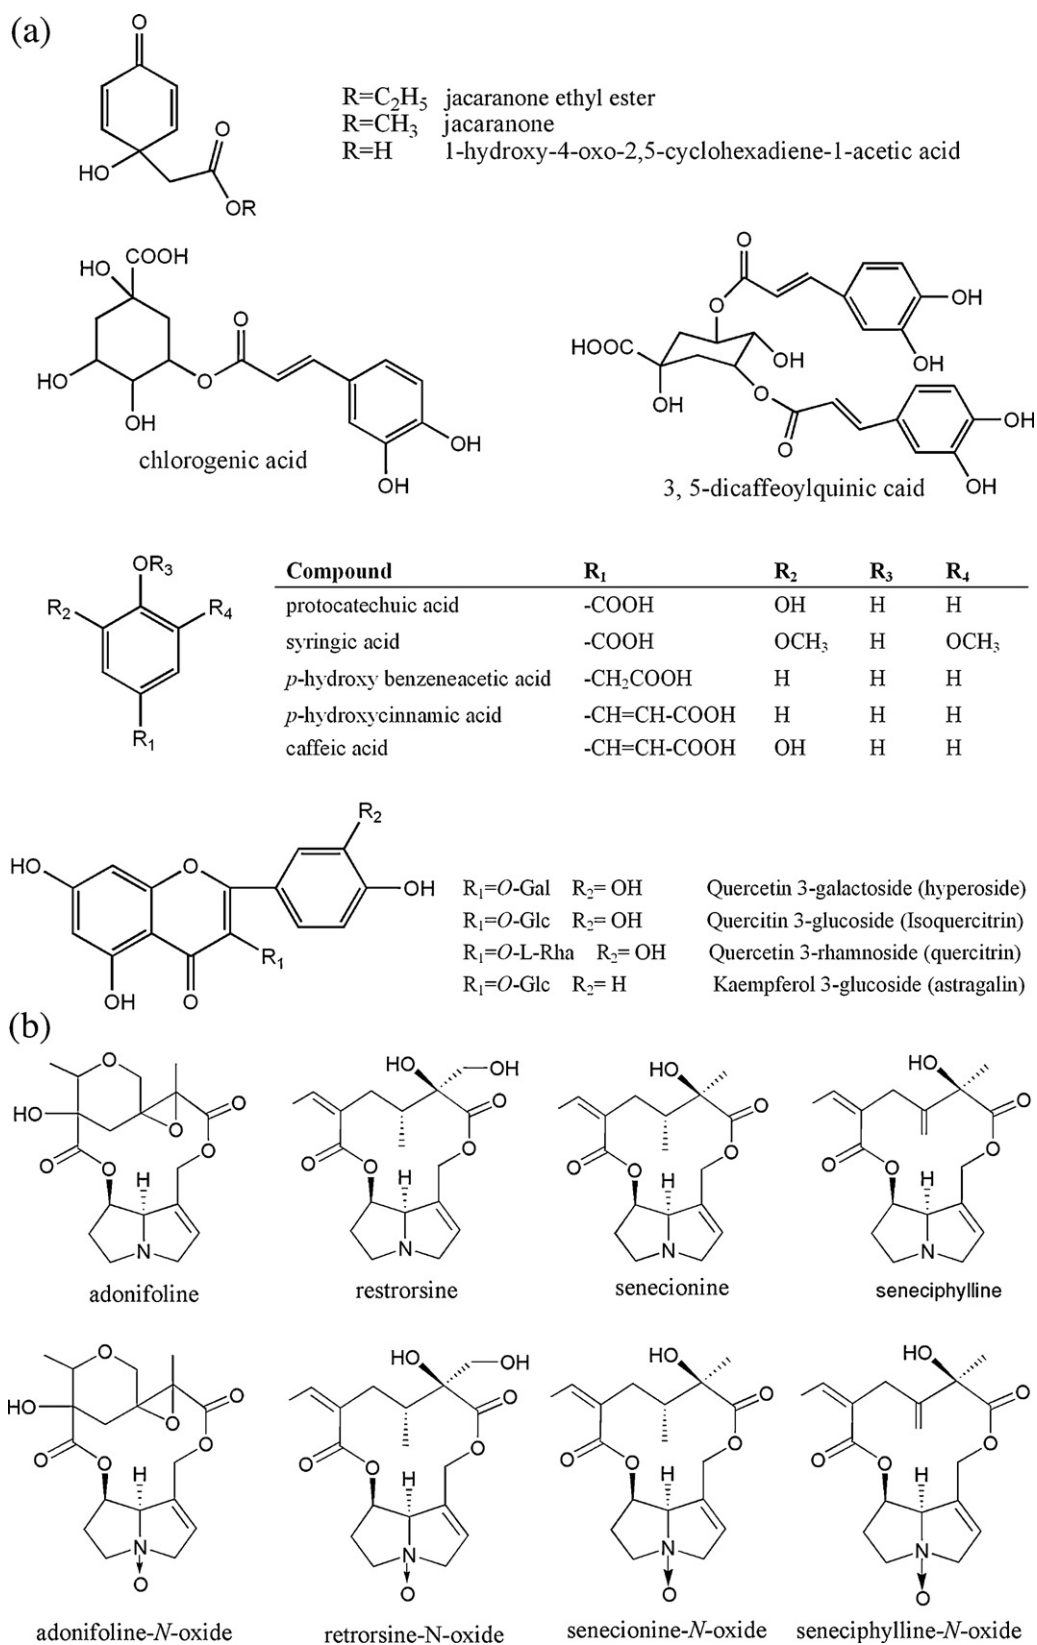 (a)
O
HO
O
OR
R=C₂H₅ jacaranone ethyl ester
R=CH₃ jacaranone
R=H 1-hydroxy-4-oxo-2,5-cyclohexadiene-1-acetic acid
HO COOH
O
HO
O
OH
OH
OH
chlorogenic acid
O
O
OH
OH
HOOC
OH
OH
O
O
OH
OH
3, 5-dicaffeoylquinic caid
OR₃
R₂ R₄
R₁
Compound R₁ R₂ R₃ R₄
protocatechuic acid -COOH OH H H
syringic acid -COOH OCH₃ H OCH₃
p-hydroxy benzeneacetic acid -CH₂COOH H H H
p-hydroxycinnamic acid -CH=CH-COOH H H H
caffeic acid -CH=CH-COOH OH H H
R₂
HO O OH
R₁
OH O
R₁=O-Gal R₂= OH Quercetin 3-galactoside (hyperoside)
R₁=O-Glc R₂= OH Quercitin 3-glucoside (Isoquercitrin)
R₁=O-L-Rha R₂= OH Quercetin 3-rhamnoside (quercitrin)
R₁=O-Glc R₂= H Kaempferol 3-glucoside (astragalin)
(b)
O
HO O O
O O O
H
N
adonifoline
HO OH
O
O O O
H
N
restrorsine
HO
O
O O O
H
N
senecionine
HO
O
O O O
H
N
seneciphylline
O
HO O O
O O O
H
N
O
adonifoline-N-oxide
HO OH
O
O O O
H
N
O
retrorsine-N-oxide
HO
O
O O O
H
N
O
senecionine-N-oxide
HO
O
O O O
H
N
O
seneciphylline-N-oxide